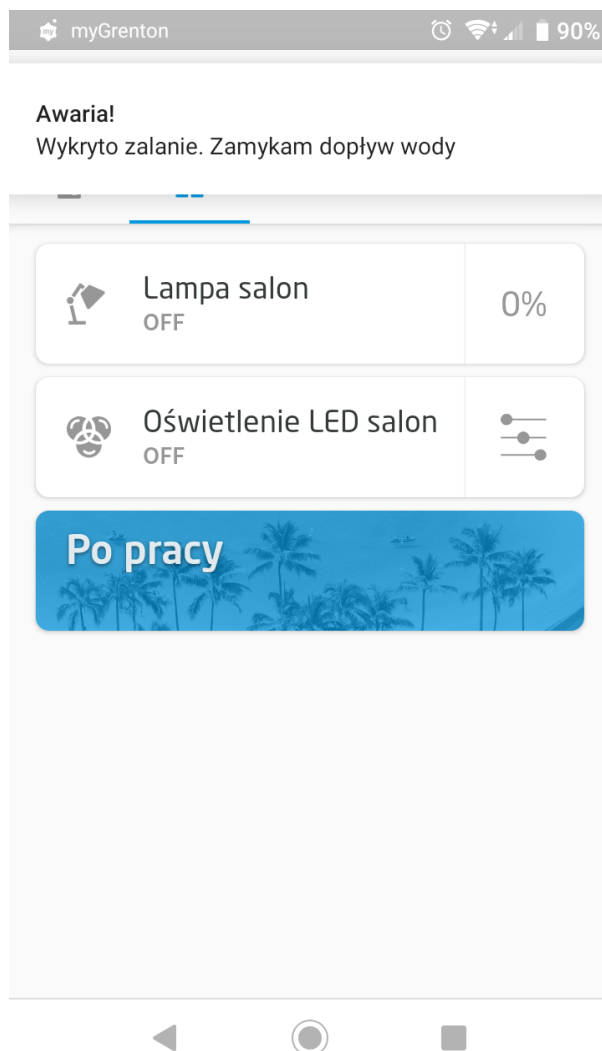 myGrenton
90%
Awaria!
Wykryto zalanie. Zamykam dopływ wody
Lampa salon
OFF
0%
Oświetlenie LED salon
OFF
Po pracy